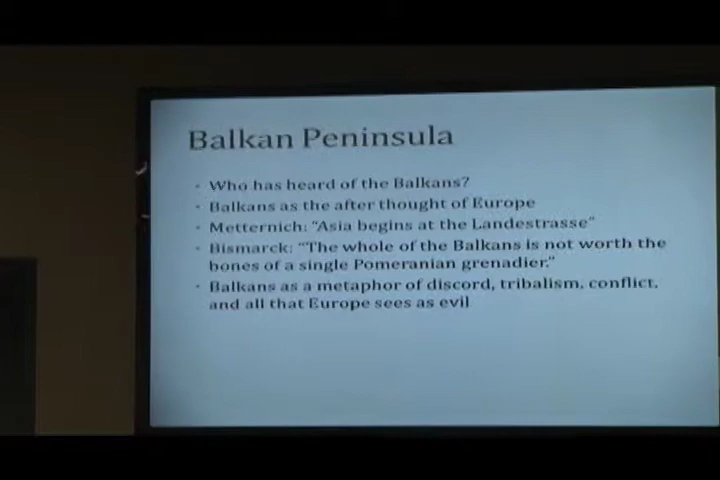 Balkan Peninsula
• Who has heard of the Balkans?
• Balkans as the after thought of Europe
• Metternich: “Asia begins at the Landestrasse”
• Bismarck: “The whole of the Balkans is not worth the
bones of a single Pomeranian grenadier.”
• Balkans as a metaphor of discord, tribalism, conflict,
and all that Europe sees as evil